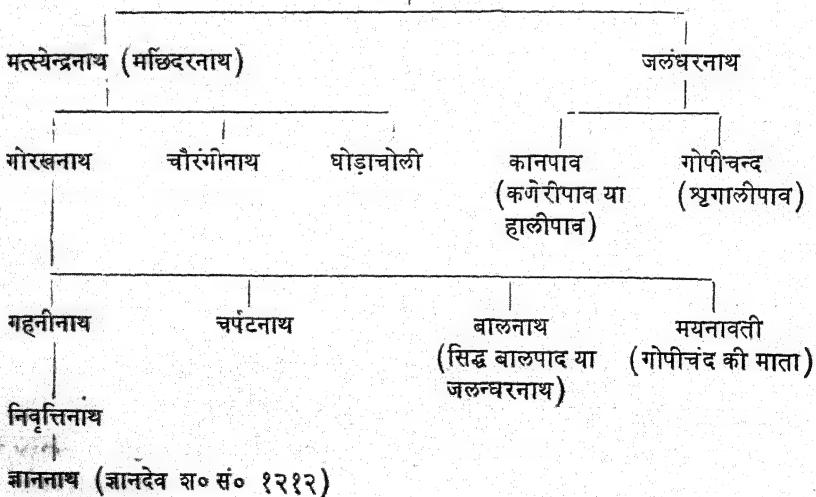 मत्स्येन्द्रनाथ (मछिदरनाथ) जलंधरनाथ
गोरखनाथ चौरंगीनाथ घोड़ाचोली कानपाव गोपीचन्द
(कणेरीपाव या (श्रृगालीपाव)
हालीपाव)
गहनीनाथ चर्पटनाथ बालनाथ मयनावती
(सिद्ध बालपाद या (गोपीचंद की माता)
जलन्धरनाथ)
निवृत्तिनाथ
ज्ञाननाथ (ज्ञानदेव श० सं० १२१२)